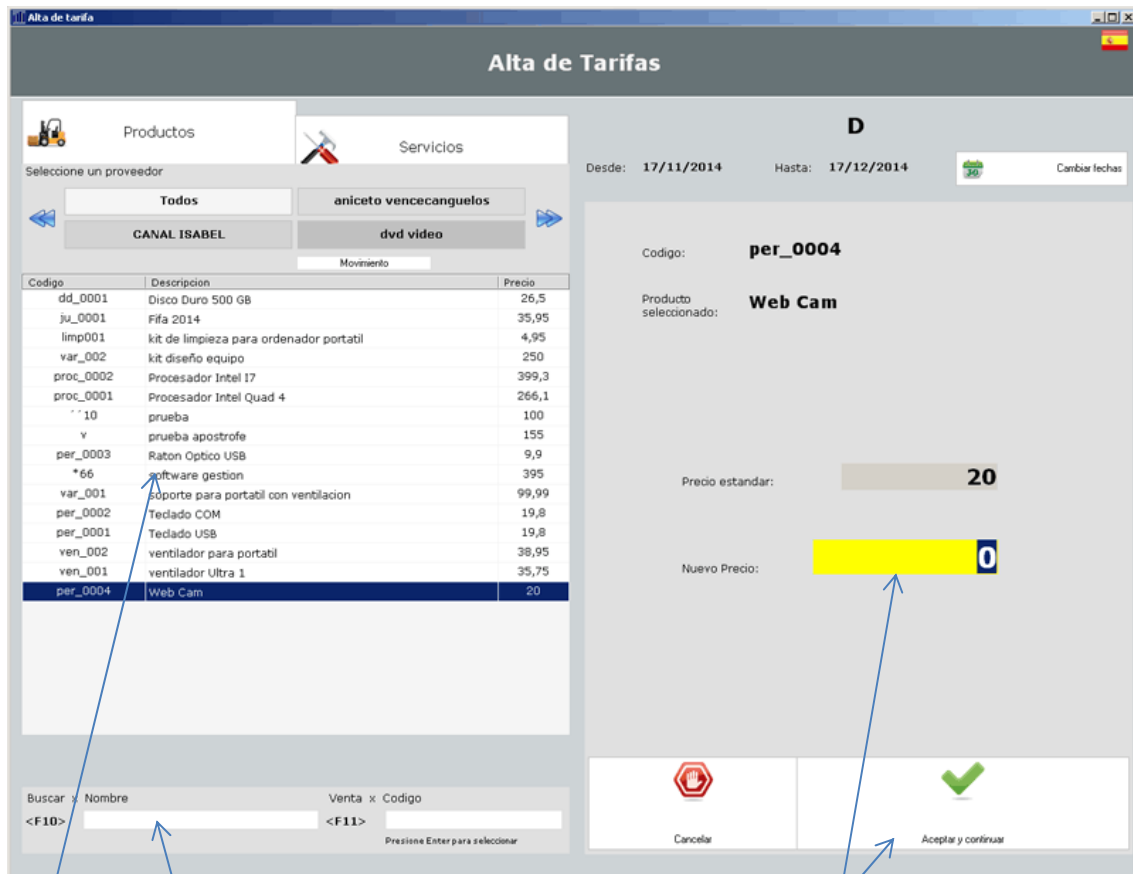 Alta de tarifa
Alta de Tarifas
Productos
Servicios
Seleccione un proveedor
Todos
aniceto vencecanguelos
CANAL ISABEL
dvd video
Movimiento
Codigo Descripcion Precio
dd_0001 Disco Duro 500 GB 26,5
ju_0001 Fifa 2014 35,95
limp001 kit de limpieza para ordenador portatil 4,95
var_002 kit diseño equipo 250
proc_0002 Procesador Intel I7 399,3
proc_0001 Procesador Intel Quad 4 266,1
´´10 prueba 100
v prueba apostrofe 155
per_0003 Raton Optico USB 9,9
*66 software gestion 395
var_001 soporte para portatil con ventilacion 99,99
per_0002 Teclado COM 19,8
per_0001 Teclado USB 19,8
ven_002 ventilador para portatil 38,95
ven_001 ventilador Ultra 1 35,75
per_0004 Web Cam 20
Buscar x Nombre Venta x Codigo
<F10> <F11>
Presione Enter para seleccionar
D
Desde: 17/11/2014 Hasta: 17/12/2014
30
Cambiar fechas
Codigo: per_0004
Producto
seleccionado: Web Cam
Precio estandar: 20
Nuevo Precio: 0
Cancelar
Aceptar y continuar